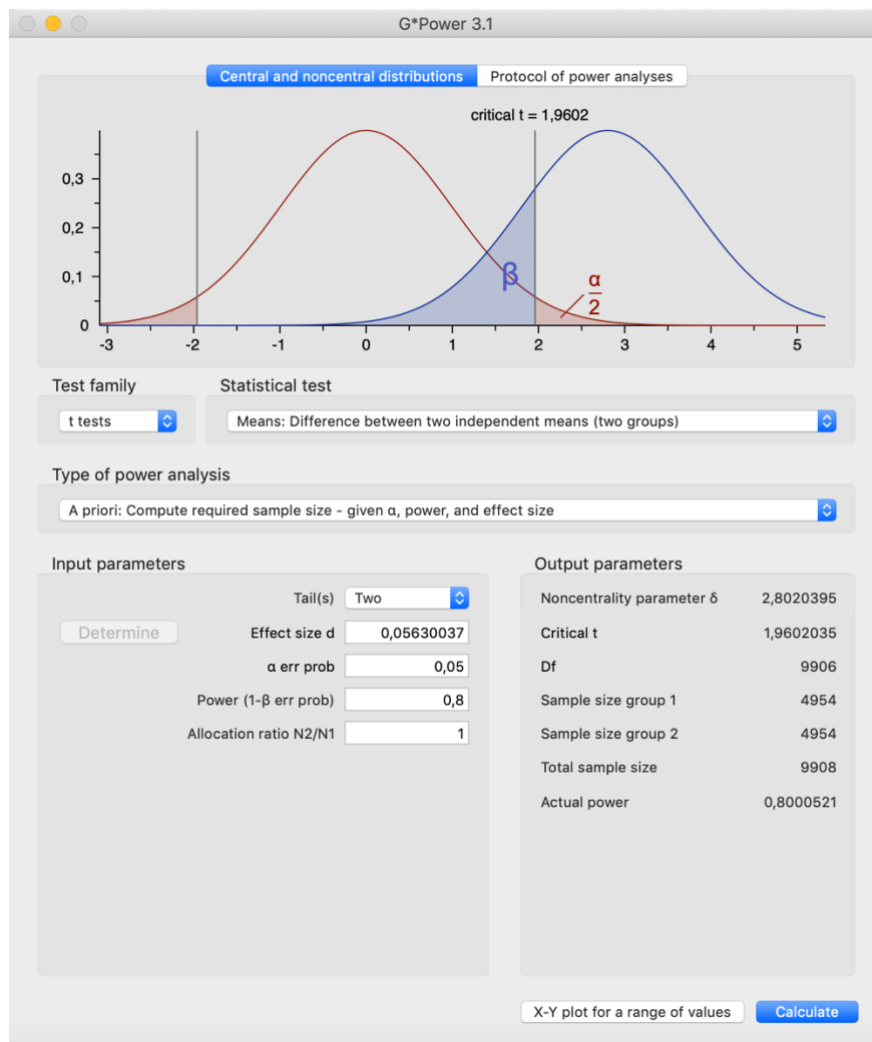 G*Power 3.1
Central and noncentral distributions Protocol of power analyses
critical t = 1,9602
0,3
0,2
0,1
0
β
α
2
-3 -2 -1 0 1 2 3 4 5
Test family Statistical test
t tests Means: Difference between two independent means (two groups)
Type of power analysis
A priori: Compute required sample size - given α, power, and effect size
Input parameters
Tail(s) Two
Determine Effect size d 0,05630037
α err prob 0,05
Power (1-β err prob) 0,8
Allocation ratio N2/N1 1
Output parameters
Noncentrality parameter δ 2,8020395
Critical t 1,9602035
Df 9906
Sample size group 1 4954
Sample size group 2 4954
Total sample size 9908
Actual power 0,8000521
X-Y plot for a range of values Calculate